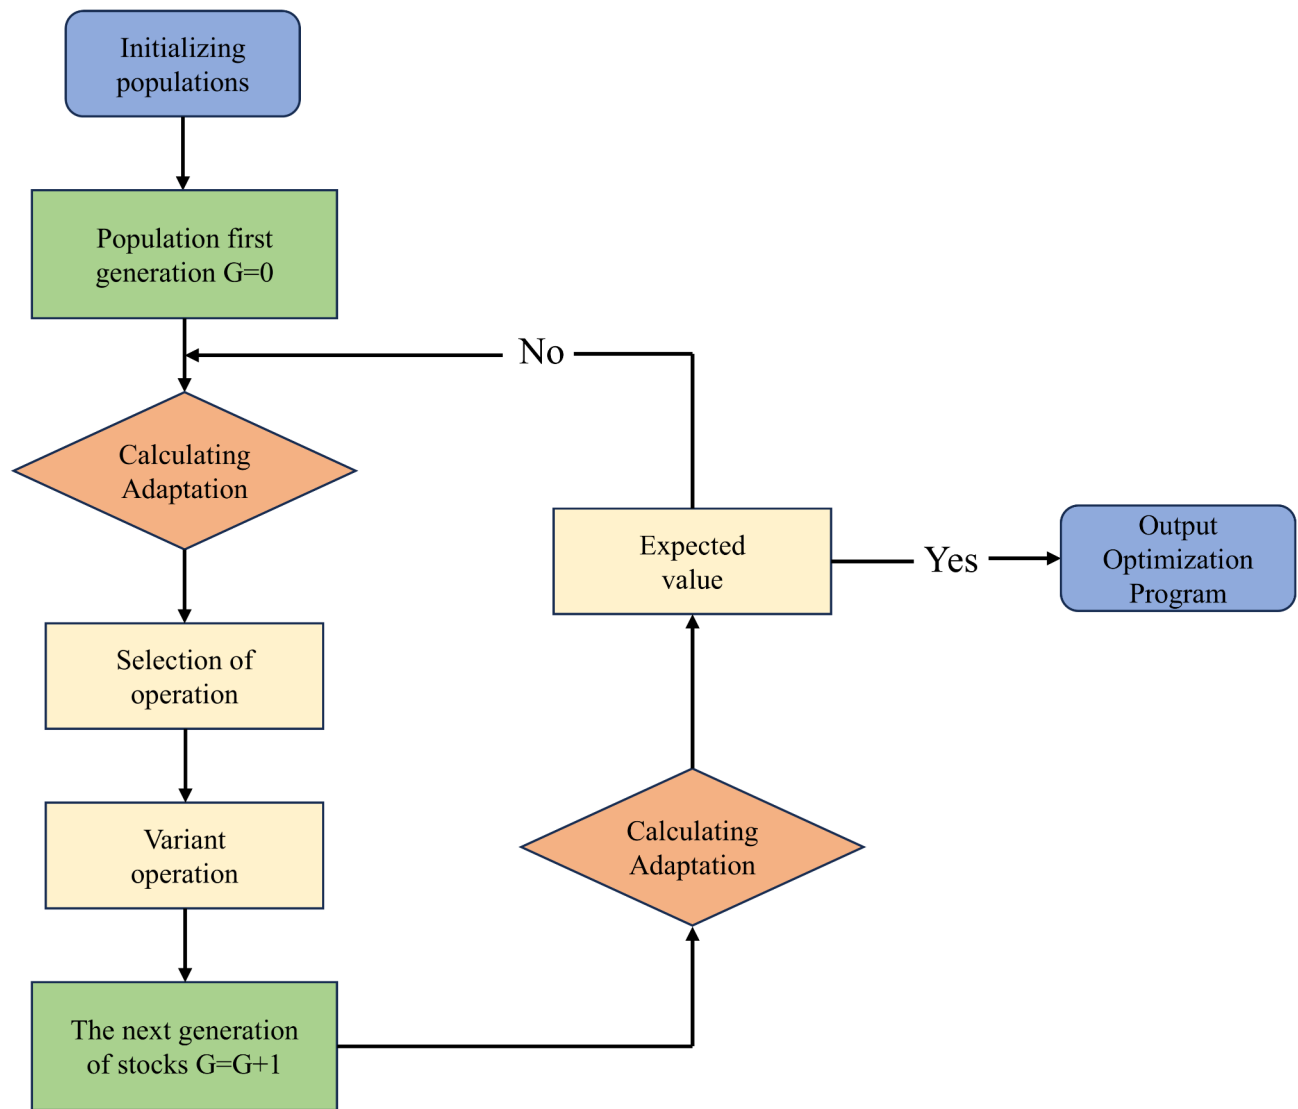 Initializing
populations
Population first
generation G=0
No
Calculating
Adaptation
Selection of
operation
Variant
operation
The next generation
of stocks G=G+1
Calculating
Adaptation
Expected
value
Yes
Output
Optimization
Program